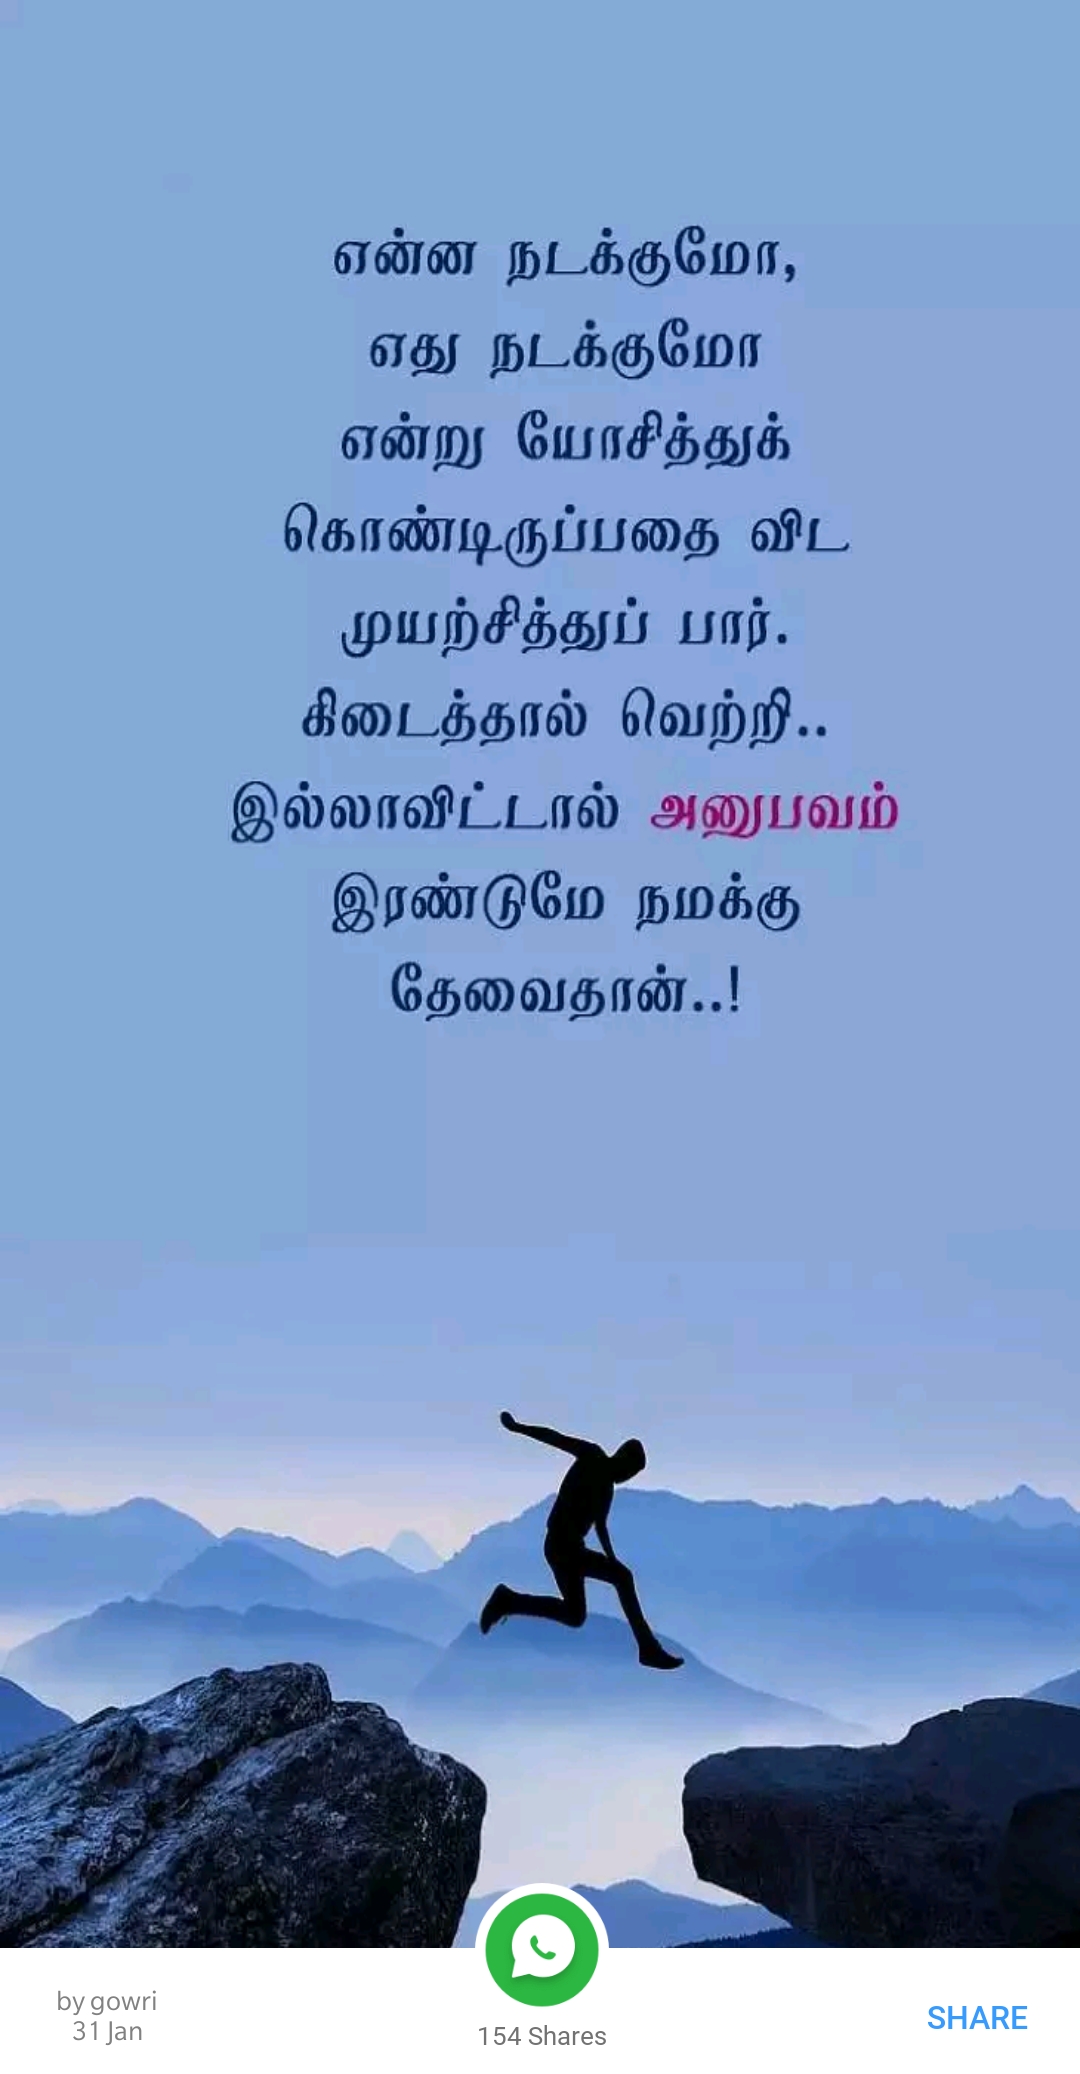 என்ன நடக்குமோ,
எது நடக்குமோ
என்று யோசித்துக்
கொண்டிருப்பதை விட
முயற்சித்துப் பார்.
கிடைத்தால் வெற்றி..
இல்லாவிட்டால் அனுபவம்
இரண்டுமே நமக்கு
தேவைதான்..!
by gowri
31 Jan
154 Shares
SHARE